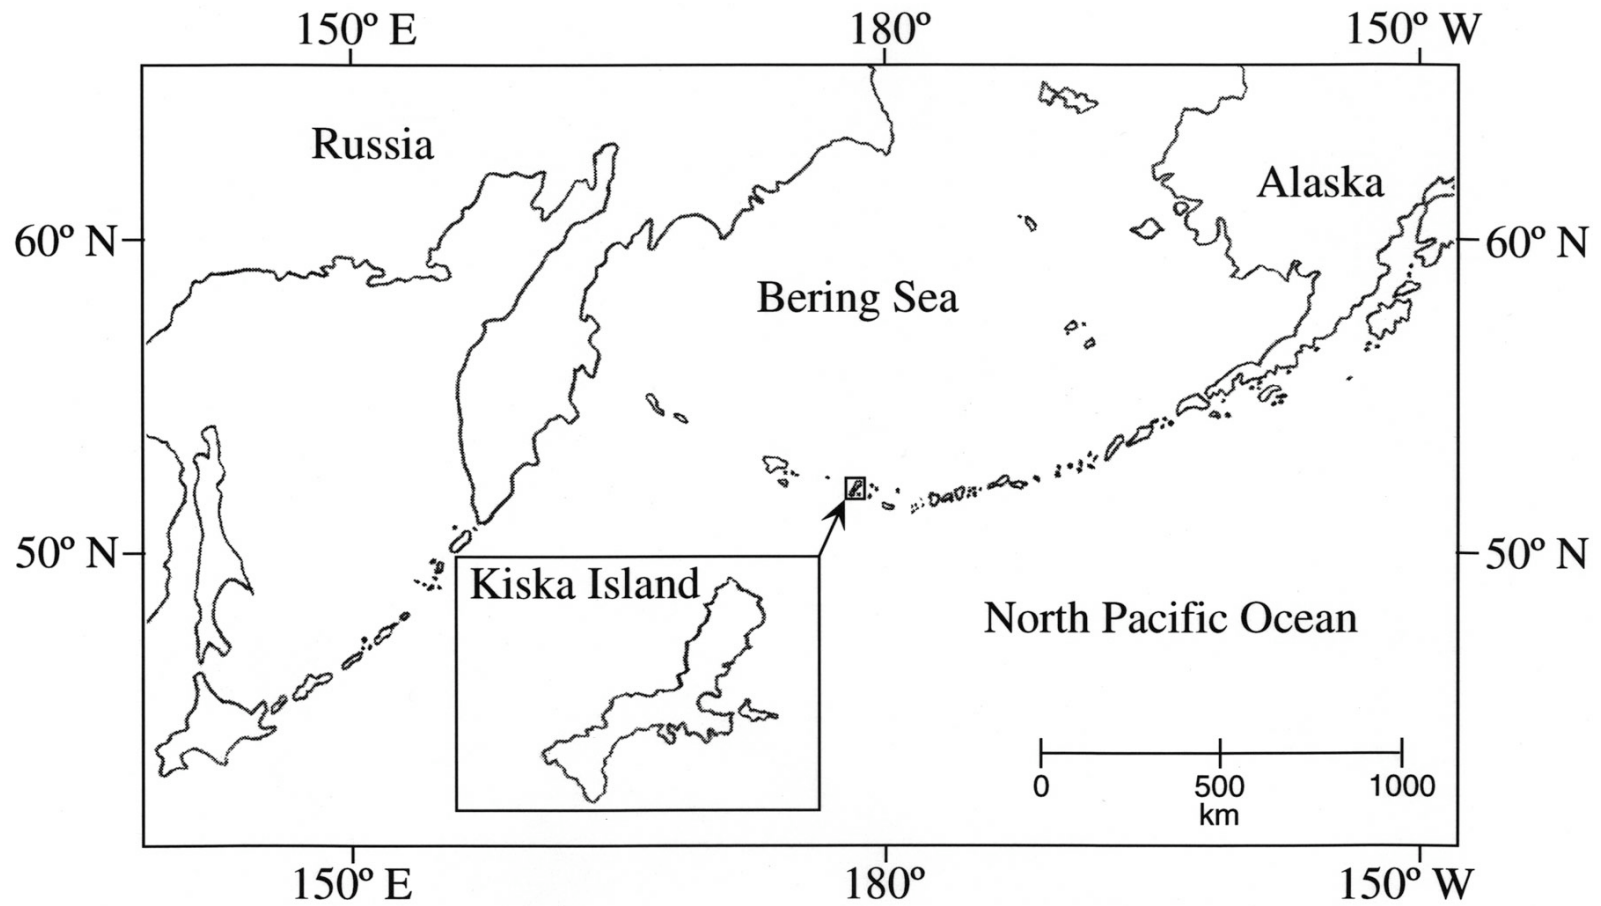 150º E
180º
150º W
Russia
Alaska
60º N
60º N
Bering Sea
50º N
50º N
Kiska Island
North Pacific Ocean
0
500
1000
km
150º E
180º
150º W